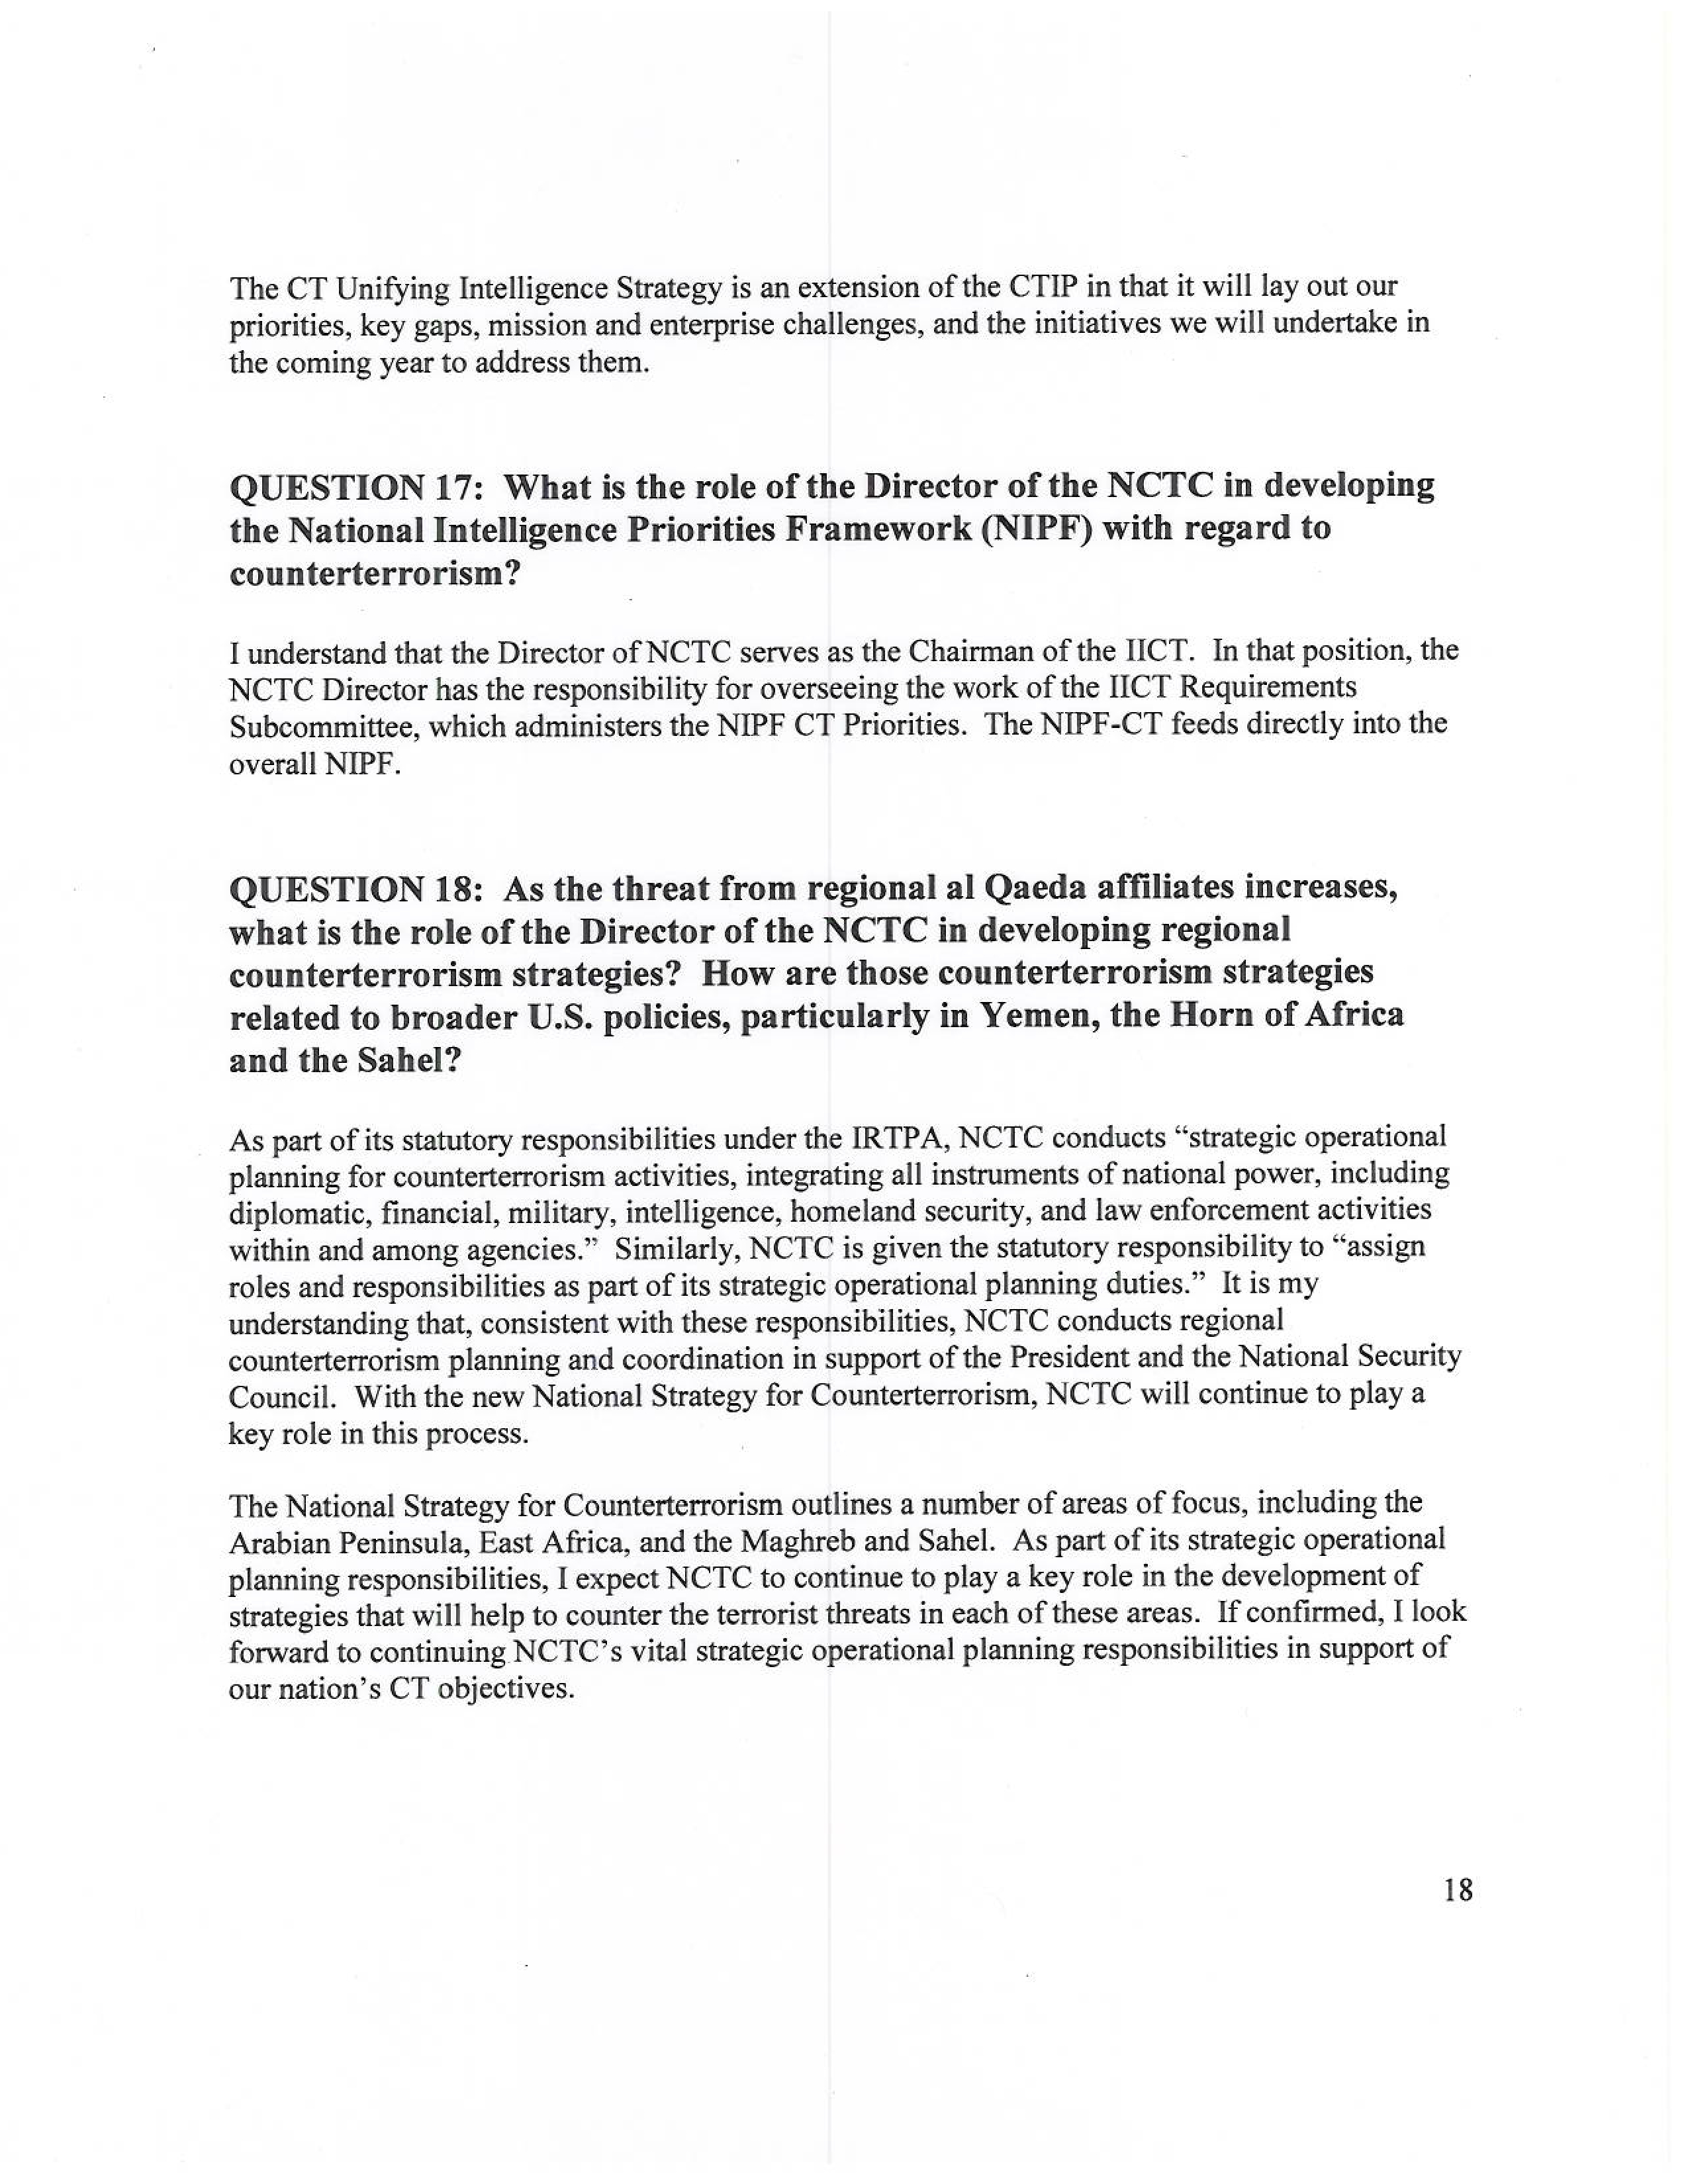 The CT Unifying Intelligence Strategy is an extension of the CTIP in that it will lay out our
priorities, key gaps, mission and enterprise challenges, and the initiatives we will undertake in
the coming year to address them.
QUESTION 17: What is the role of the Director of the NCTC in developing
the National Intelligence Priorities Framework (NIPF) with regard to
counterterrorism?
I understand that the Director of NCTC serves as the Chairman of the IICT. In that position, the
NCTC Director has the responsibility for overseeing the work of the IICT Requirements
Subcommittee, which administers the NIPF CT Priorities. The NIPF-CT feeds directly into the
overall NIPF.
QUESTION 18: As the threat from regional al Qaeda affiliates increases,
what is the role of the Director of the NCTC in developing regional
counterterrorism strategies? How are those counterterrorism strategies
related to broader U.S. policies, particularly in Yemen, the Horn of Africa
and the Sahel?
As part of its statutory responsibilities under the IRTPA, NCTC conducts “strategic operational
planning for counterterrorism activities, integrating all instruments of national power, including
diplomatic, financial, military, intelligence, homeland security, and law enforcement activities
within and among agencies.” Similarly, NCTC is given the statutory responsibility to “assign
roles and responsibilities as part of its strategic operational planning duties.” It is my
understanding that, consistent with these responsibilities, NCTC conducts regional
counterterrorism planning and coordination in support of the President and the National Security
Council. With the new National Strategy for Counterterrorism, NCTC will continue to play a
key role in this process.
The National Strategy for Counterterrorism outlines a number of areas of focus, including the
Arabian Peninsula, East Africa, and the Maghreb and Sahel. As part of its strategic operational
planning responsibilities, I expect NCTC to continue to play a key role in the development of
strategies that will help to counter the terrorist threats in each of these areas. If confirmed, I look
forward to continuing NCTC’s vital strategic operational planning responsibilities in support of
our nation’s CT objectives.
18